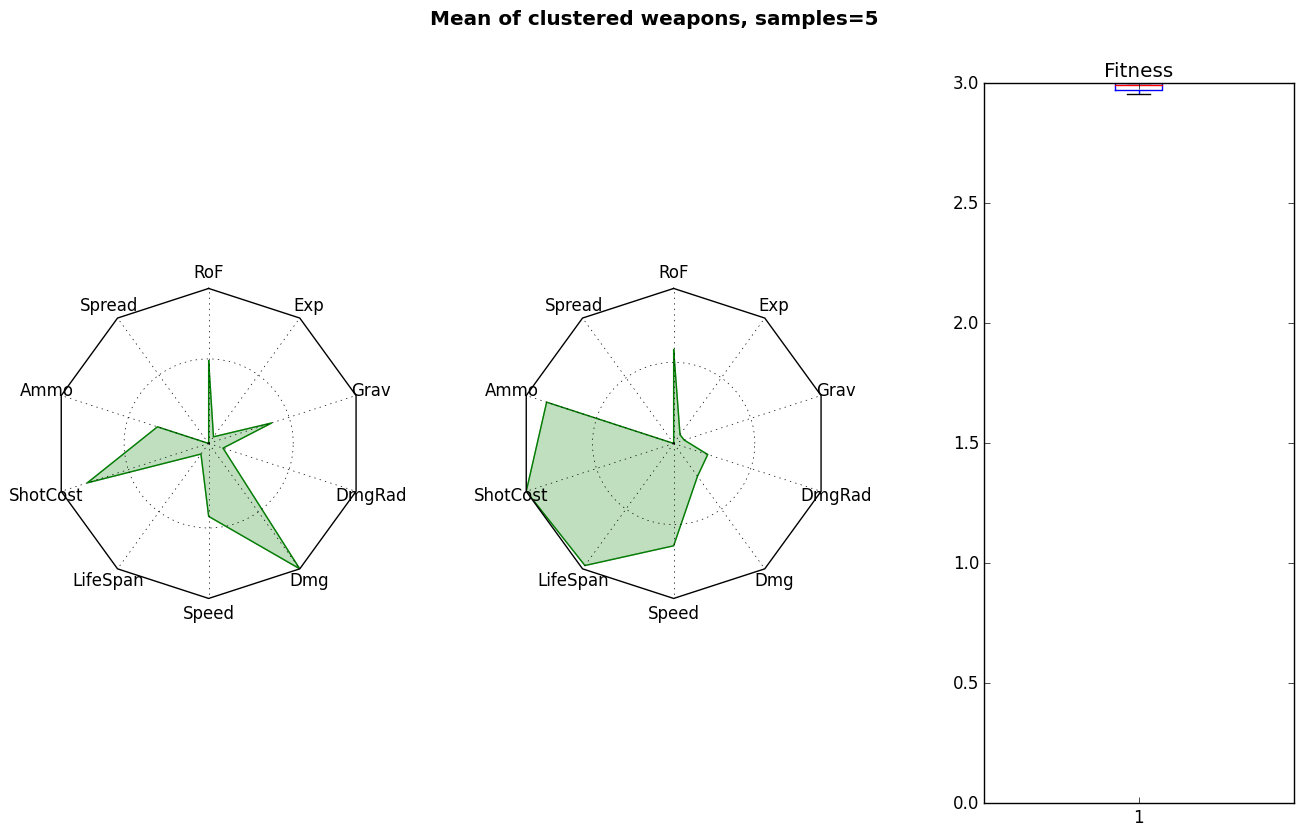 Mean of clustered weapons, samples=5
RoF
Exp
Grav
DmgRad
Dmg
Speed
LifeSpan
ShotCost
Ammo
Spread
RoF
Exp
Grav
DmgRad
Dmg
Speed
LifeSpan
ShotCost
Ammo
Spread
Fitness
3.0
2.5
2.0
1.5
1.0
0.5
0.0
1